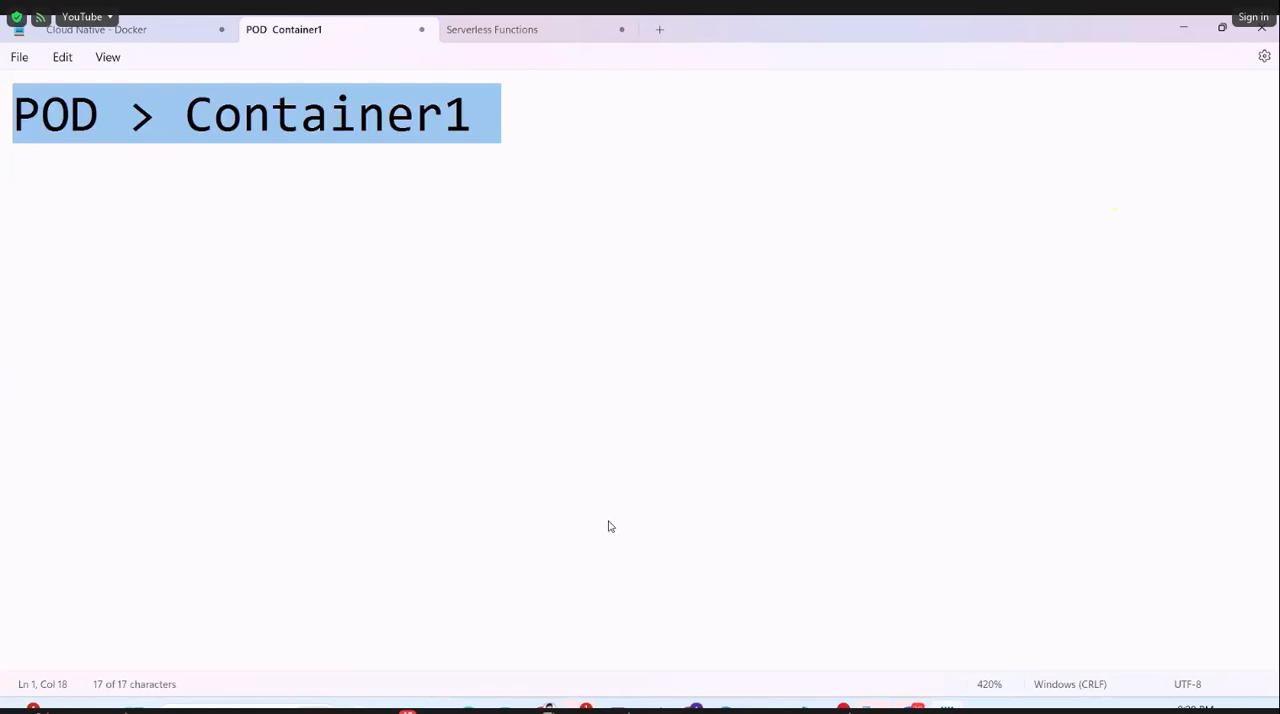 YouTube
Sign in
Cloud Native - Docker
POD Container1
Serverless Functions
File
Edit
View
POD > Container1
Ln 1, Col 18
17 of 17 characters
420%
Windows (CRLF)
UTF-8